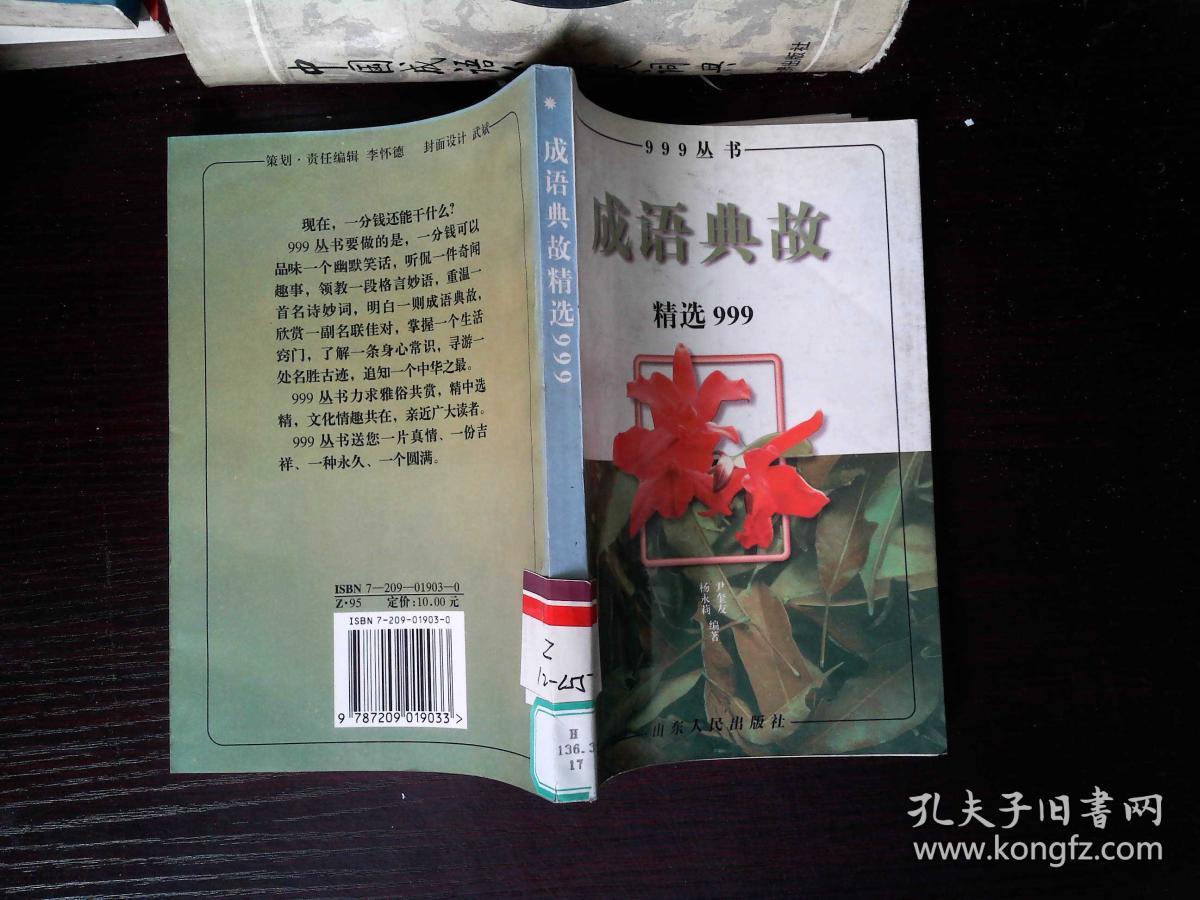 中国成语
策划·责任编辑 李怀德 封面设计 武斌
现在，一分钱还能干什么？
999丛书要做的是，一分钱可以
品味一个幽默笑话，听侃一件奇闻
趣事，领教一段格言妙语，重温一
首名诗妙词，明白一则成语典故，
欣赏一副名联佳对，掌握一个生活
窍门，了解一条身心常识，寻游一
处名胜古迹，追知一个中华之最。
999丛书力求雅俗共赏，精中选
精，文化情趣共在，亲近广大读者。
999丛书送您一片真情、一份吉
祥、一种永久、一个圆满。
ISBN 7—209—01903—0
Z·95 定价:10.00元
ISBN 7-209-01903-0
9 787209 019033>
成语典故精选999
Z
H
136.3
17
999丛书
成语典故
精选999
尹奎友
杨永莉 编著
山东人民出版社
孔夫子旧书网
www.kongfz.com